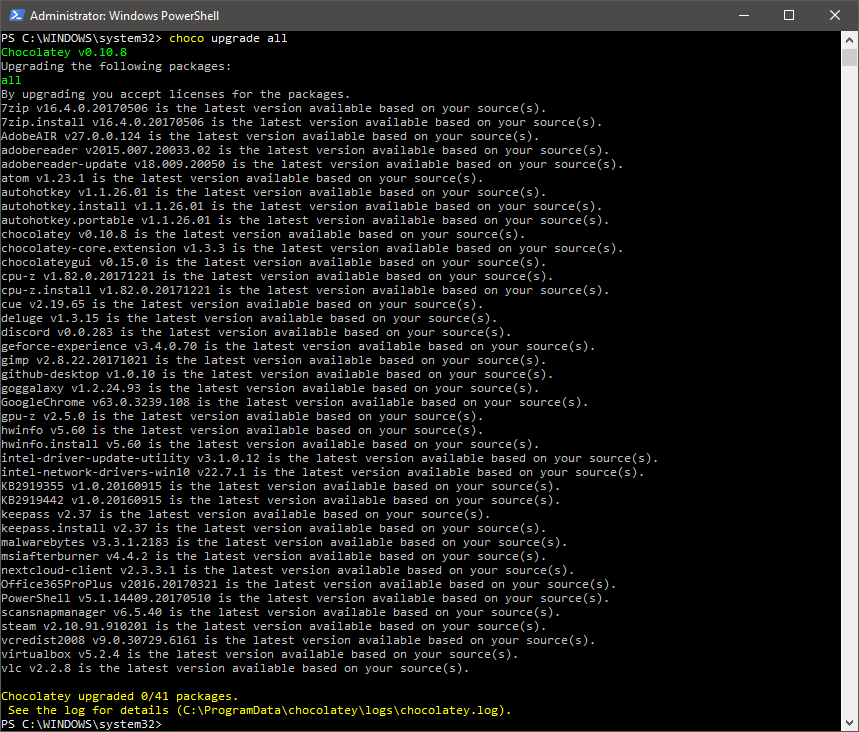 Administrator: Windows PowerShell
PS C:\WINDOWS\system32> choco upgrade all
Chocolatey v0.10.8
Upgrading the following packages:
all
By upgrading you accept licenses for the packages.
7zip v16.4.0.20170506 is the latest version available based on your source(s).
7zip.install v16.4.0.20170506 is the latest version available based on your source(s).
AdobeAIR v27.0.0.124 is the latest version available based on your source(s).
adobereader v2015.007.20033.02 is the latest version available based on your source(s).
adobereader-update v18.009.20050 is the latest version available based on your source(s).
atom v1.23.1 is the latest version available based on your source(s).
autohotkey v1.1.26.01 is the latest version available based on your source(s).
autohotkey.install v1.1.26.01 is the latest version available based on your source(s).
autohotkey.portable v1.1.26.01 is the latest version available based on your source(s).
chocolatey v0.10.8 is the latest version available based on your source(s).
chocolatey-core.extension v1.3.3 is the latest version available based on your source(s).
chocolateygui v0.15.0 is the latest version available based on your source(s).
cpu-z v1.82.0.20171221 is the latest version available based on your source(s).
cpu-z.install v1.82.0.20171221 is the latest version available based on your source(s).
cue v2.19.65 is the latest version available based on your source(s).
deluge v1.3.15 is the latest version available based on your source(s).
discord v0.0.283 is the latest version available based on your source(s).
geforce-experience v3.4.0.70 is the latest version available based on your source(s).
gimp v2.8.22.20171021 is the latest version available based on your source(s).
github-desktop v1.0.10 is the latest version available based on your source(s).
goggalaxy v1.2.24.93 is the latest version available based on your source(s).
GoogleChrome v63.0.3239.108 is the latest version available based on your source(s).
gpu-z v2.5.0 is the latest version available based on your source(s).
hwinfo v5.60 is the latest version available based on your source(s).
hwinfo.install v5.60 is the latest version available based on your source(s).
intel-driver-update-utility v3.1.0.12 is the latest version available based on your source(s).
intel-network-drivers-win10 v22.7.1 is the latest version available based on your source(s).
KB2919355 v1.0.20160915 is the latest version available based on your source(s).
KB2919442 v1.0.20160915 is the latest version available based on your source(s).
keepass v2.37 is the latest version available based on your source(s).
keepass.install v2.37 is the latest version available based on your source(s).
malwarebytes v3.3.1.2183 is the latest version available based on your source(s).
msiafterburner v4.4.2 is the latest version available based on your source(s).
nextcloud-client v2.3.3.1 is the latest version available based on your source(s).
Office365ProPlus v2016.20170321 is the latest version available based on your source(s).
PowerShell v5.1.14409.20170510 is the latest version available based on your source(s).
scansnapmanager v6.5.40 is the latest version available based on your source(s).
steam v2.10.91.910201 is the latest version available based on your source(s).
vcredist2008 v9.0.30729.6161 is the latest version available based on your source(s).
virtualbox v5.2.4 is the latest version available based on your source(s).
vlc v2.2.8 is the latest version available based on your source(s).
Chocolatey upgraded 0/41 packages.
See the log for details (C:\ProgramData\chocolatey\logs\chocolatey.log).
PS C:\WINDOWS\system32>